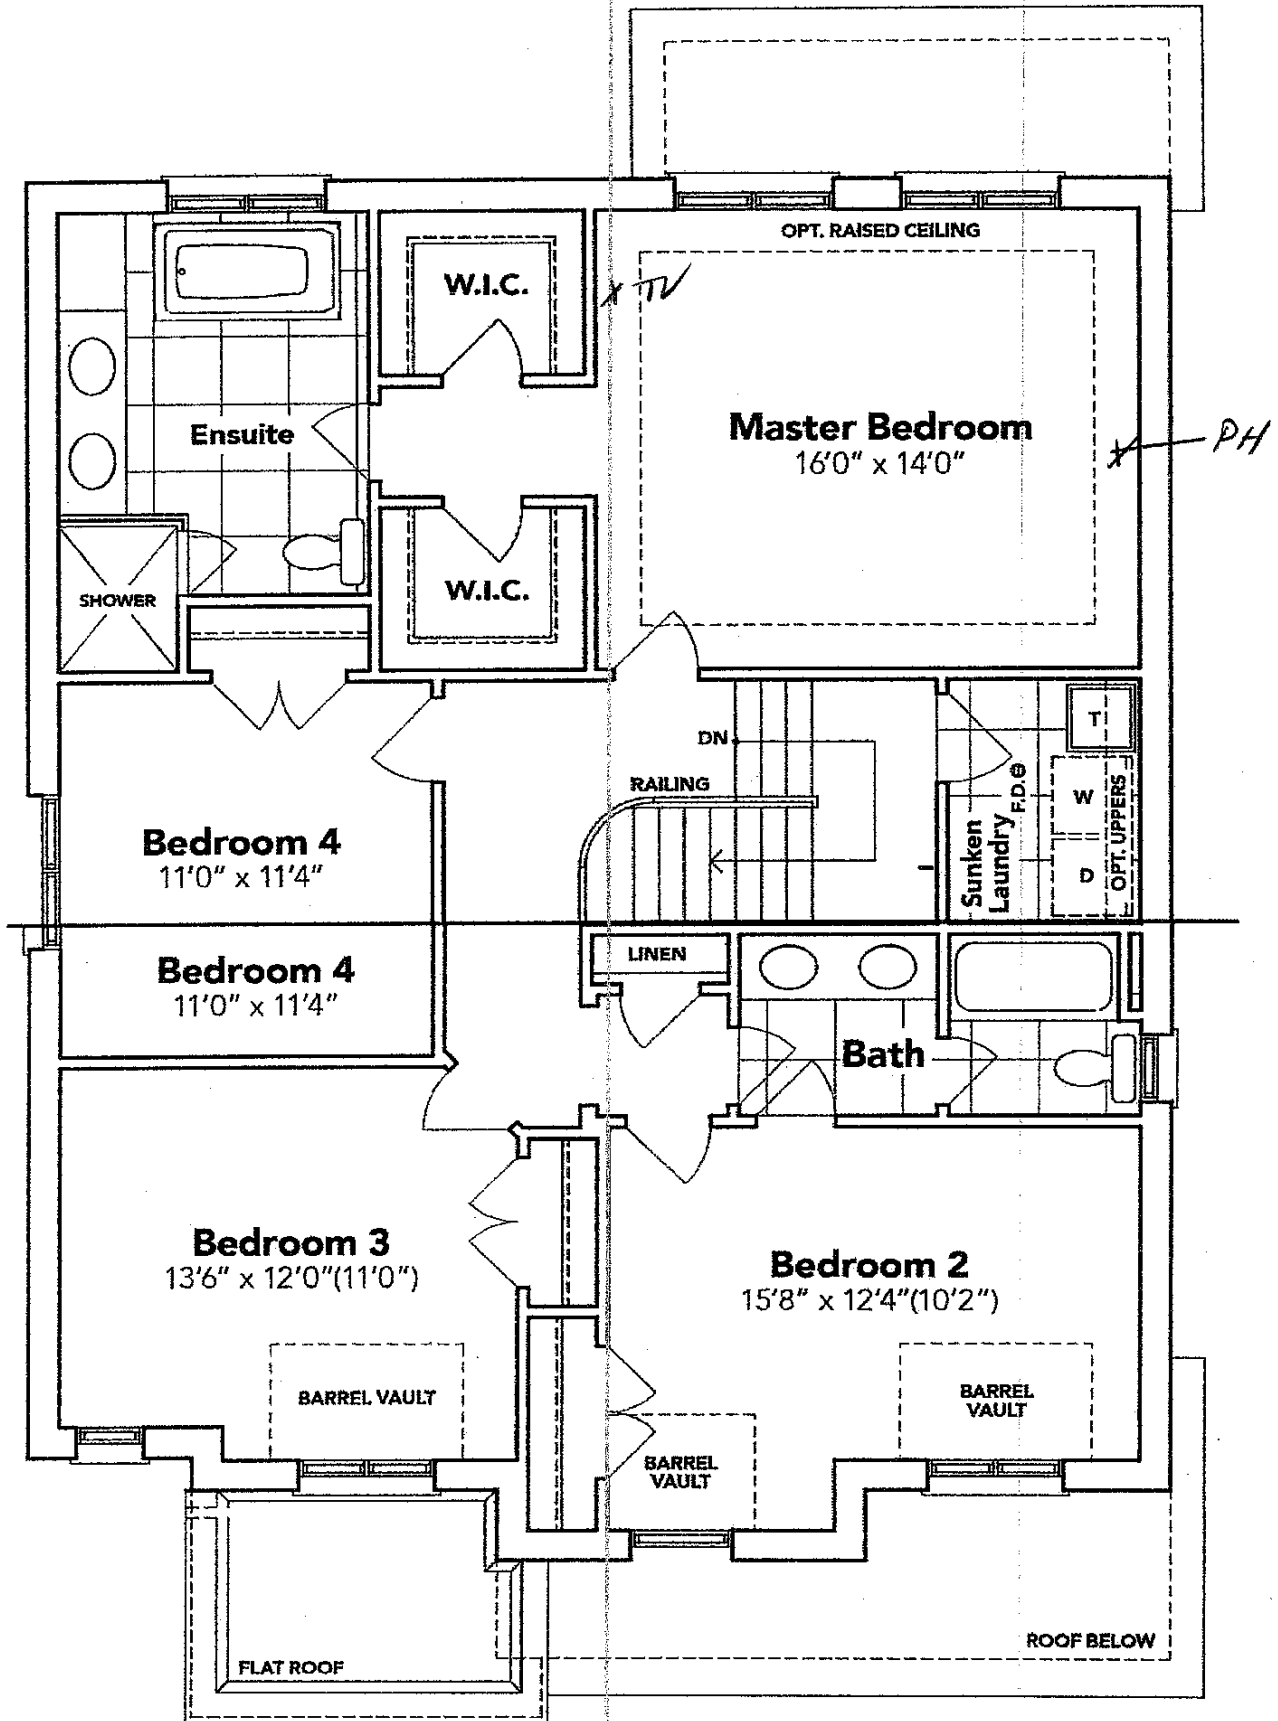 OPT. RAISED CEILING
W.I.C.
TV
Master Bedroom
16'0" x 14'0"
PH
Ensuite
W.I.C.
SHOWER
T
DN
RAILING
W
F.D.
Sunken
Laundry
OPT. UPPERS
D
Bedroom 4
11'0" x 11'4"
LINEN
Bedroom 4
11'0" x 11'4"
Bath
Bedroom 3
13'6" x 12'0"(11'0")
Bedroom 2
15'8" x 12'4"(10'2")
BARREL VAULT
BARREL
VAULT
BARREL
VAULT
ROOF BELOW
FLAT ROOF